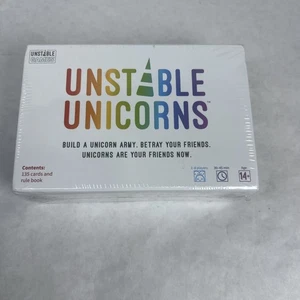 UNSTABLE
UNSTABLE
UNICORNS™
BUILD A UNICORN ARMY. BETRAY YOUR FRIENDS.
UNICORNS ARE YOUR FRIENDS NOW.
Contents:
135 cards and
rule book
14+